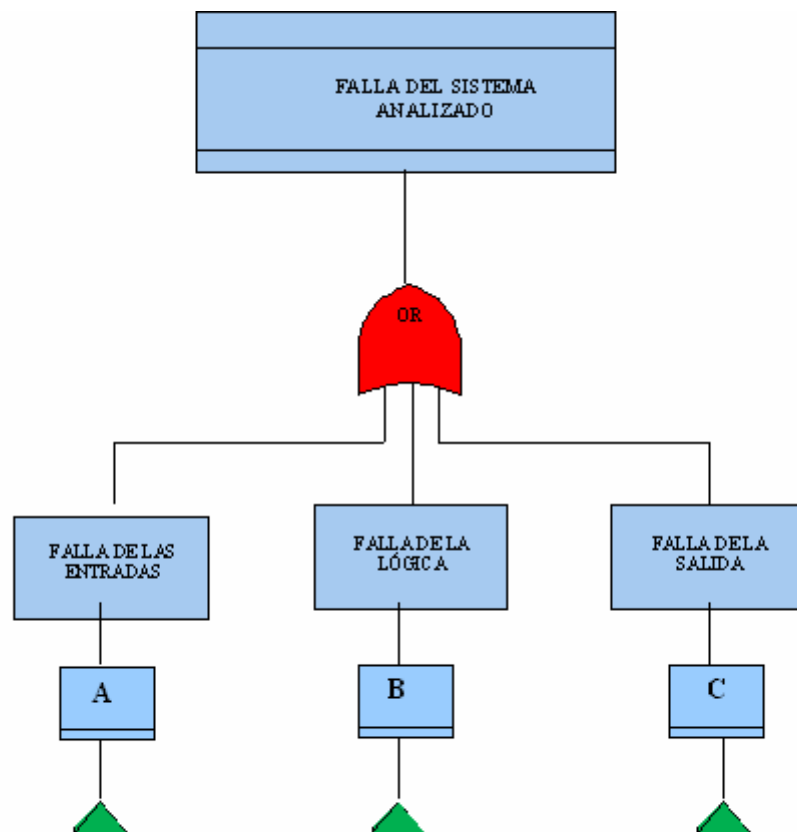 FALLA DEL SISTEMA
ANALIZADO
OR
FALLA DE LAS
ENTRADAS
FALLA DE LA
LÓGICA
FALLA DE LA
SALIDA
A
B
C